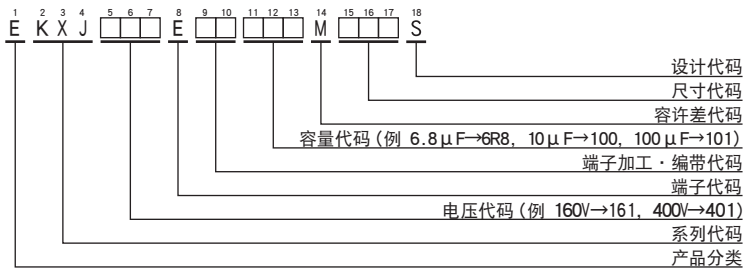 1 2 3 4 5 6 7 8 9 10 11 12 13 14 15 16 17 18
E K X J □□□ E □□ □□□ M □□□ S
设计代码
尺寸代码
容许差代码
容量代码(例 6.8μF→6R8, 10μF→100, 100μF→101)
端子加工·编带代码
端子代码
电压代码(例 160V→161, 400V→401)
系列代码
产品分类